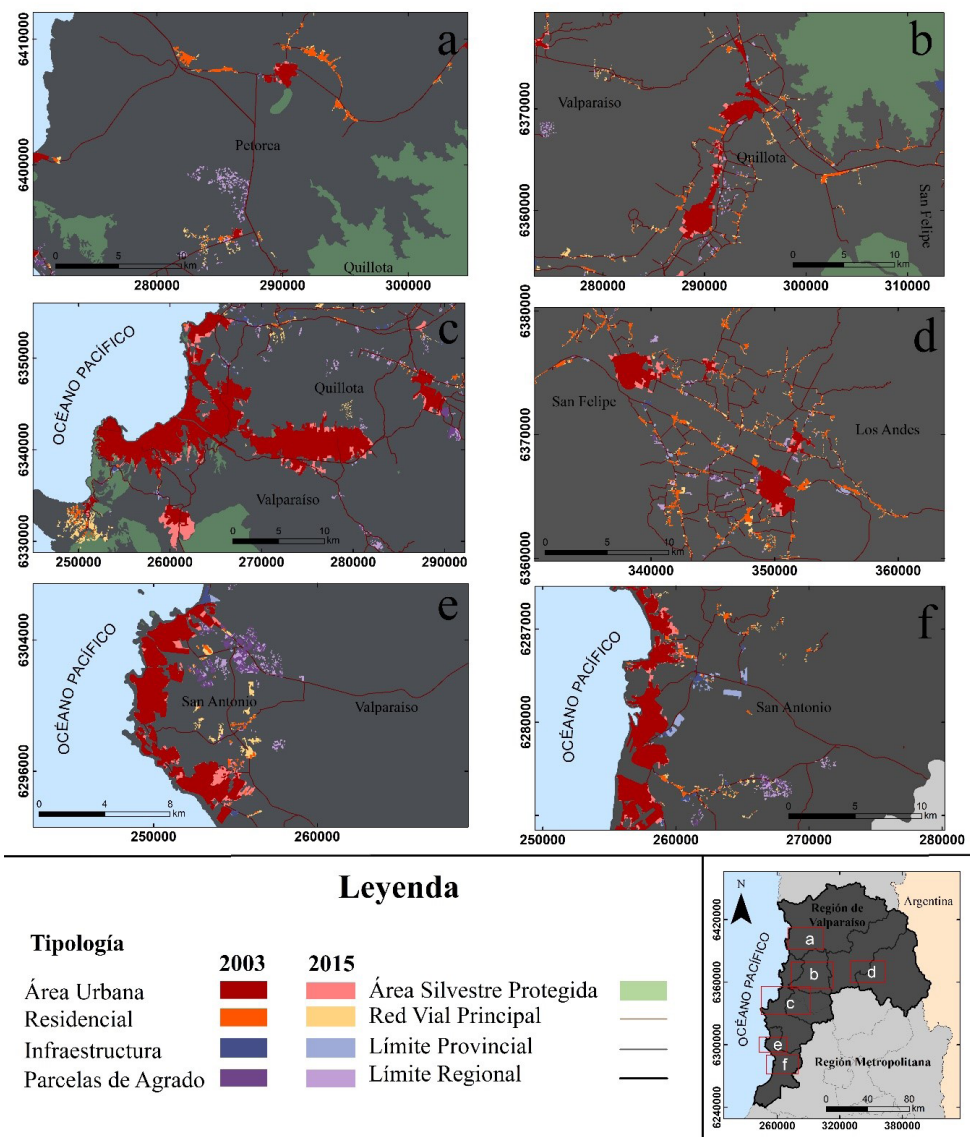 a
6410000
6400000
Petorca
Quillota
0 5 10 km
280000 290000 300000
b
6370000
6360000
Valparaíso
Quillota
San Felipe
0 5 10 km
280000 290000 300000 310000
c
OCÉANO PACÍFICO
6350000
6340000
6330000
Quillota
Valparaíso
0 5 10 km
250000 260000 270000 280000 290000
d
6380000
6370000
6360000
San Felipe
Los Andes
0 5 10 km
340000 350000 360000
e
OCÉANO PACÍFICO
6304000
6296000
San Antonio
Valparaíso
0 4 8 km
250000 260000
f
OCÉANO PACÍFICO
6287000
6280000
San Antonio
0 5 10 km
250000 260000 270000 280000
Leyenda
Tipología
2003 2015
Área Urbana
Residencial
Infraestructura
Parcelas de Agrado
Área Silvestre Protegida
Red Vial Principal
Límite Provincial
Límite Regional
N
Región de
Valparaíso
Argentina
OCÉANO PACÍFICO
a
b
d
c
e
f
Región Metropolitana
6420000
6360000
6300000
6240000
0 40 80 km
260000 320000 380000